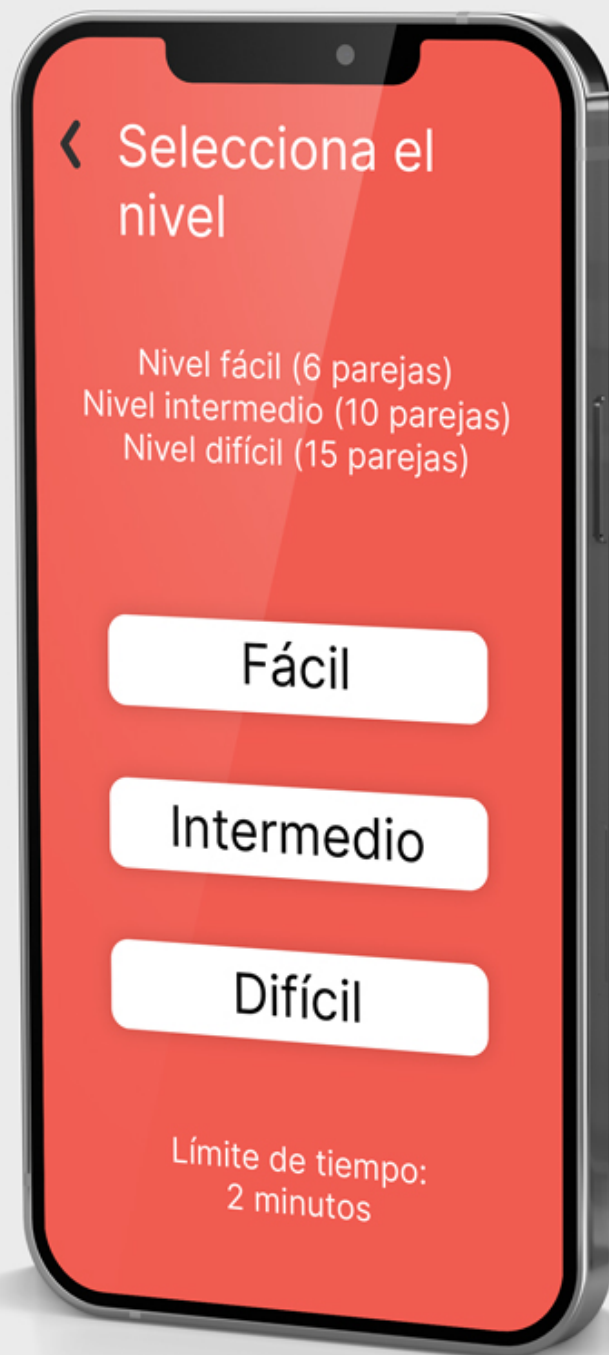 Selecciona el
nivel
Nivel fácil (6 parejas)
Nivel intermedio (10 parejas)
Nivel difícil (15 parejas)
Fácil
Intermedio
Difícil
Límite de tiempo:
2 minutos